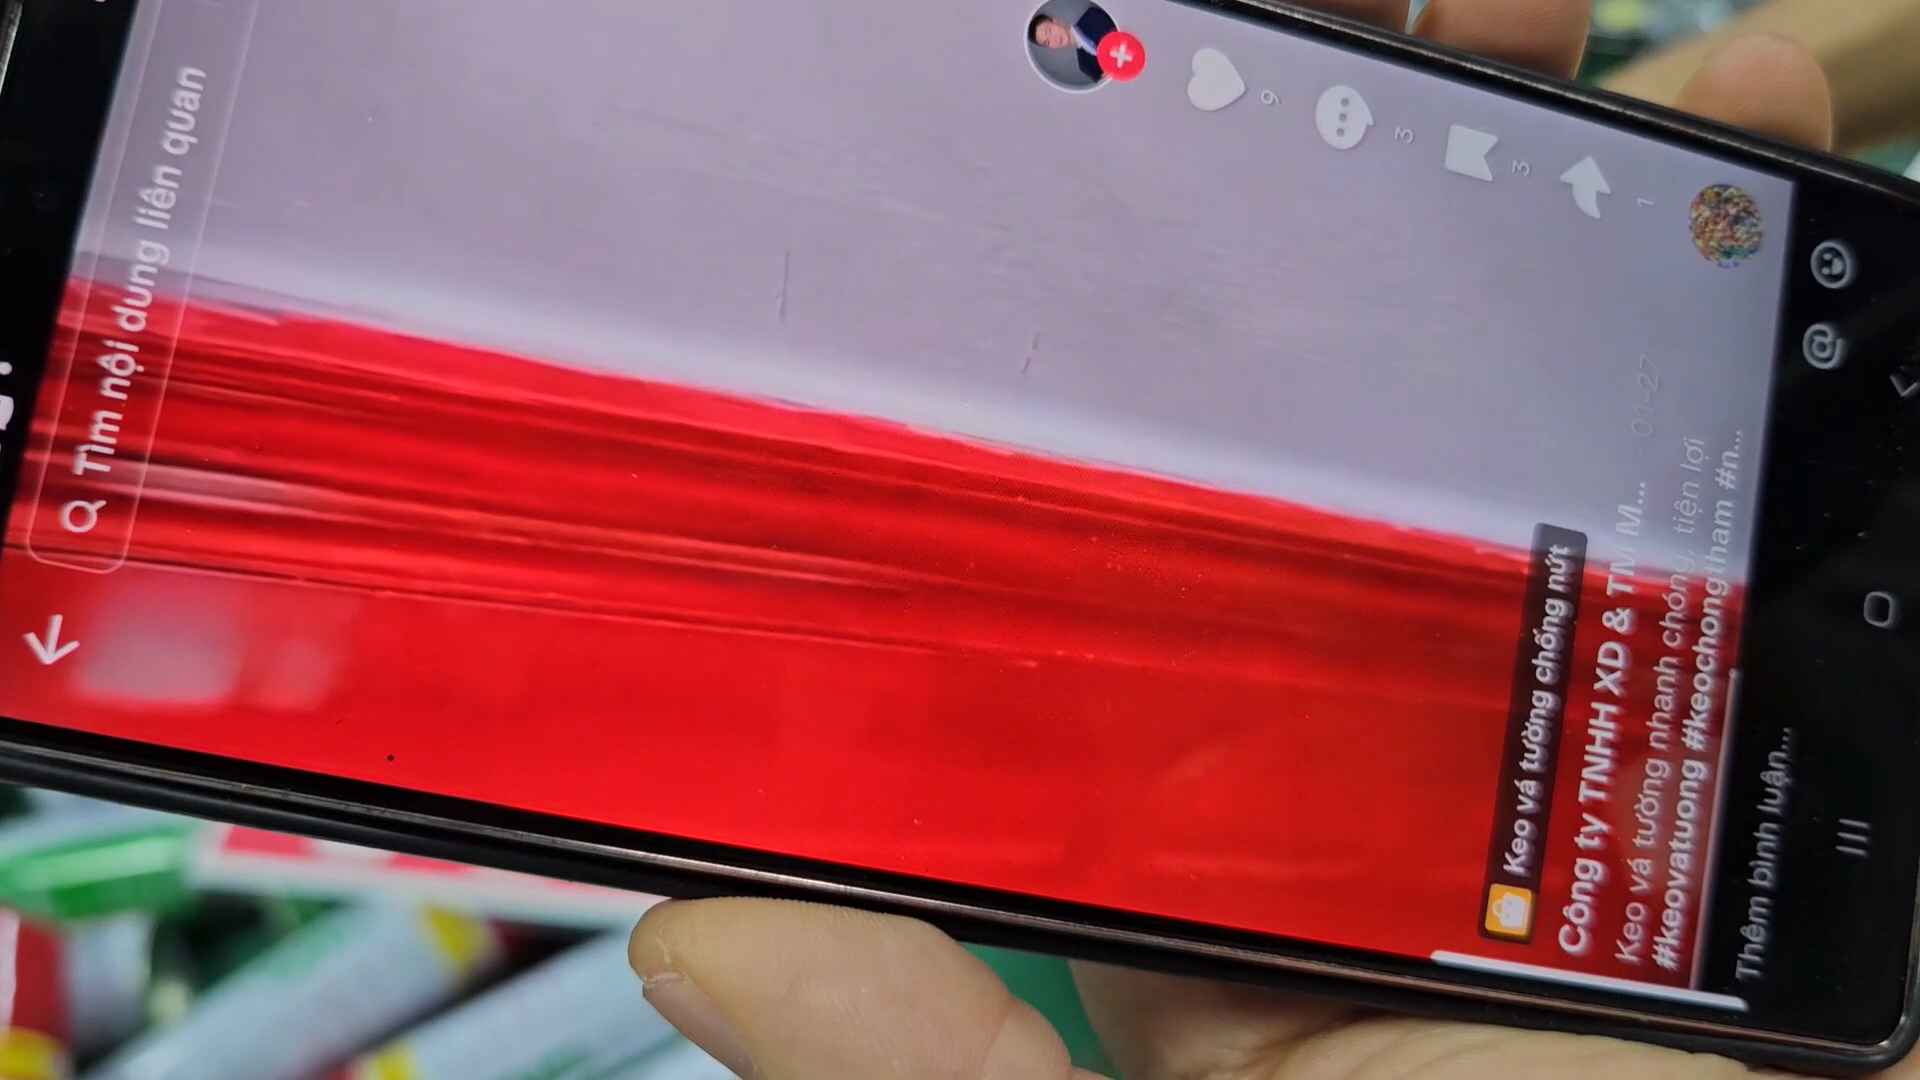 Tìm nội dung liên quan
9
3
3
1
Keo vá tường chống nứt
Công ty TNHH XD & TM M... · 01-27
Keo vá tường nhanh chóng, tiện lợi
#keovatuong #keochongtham #n...
Thêm bình luận...
@